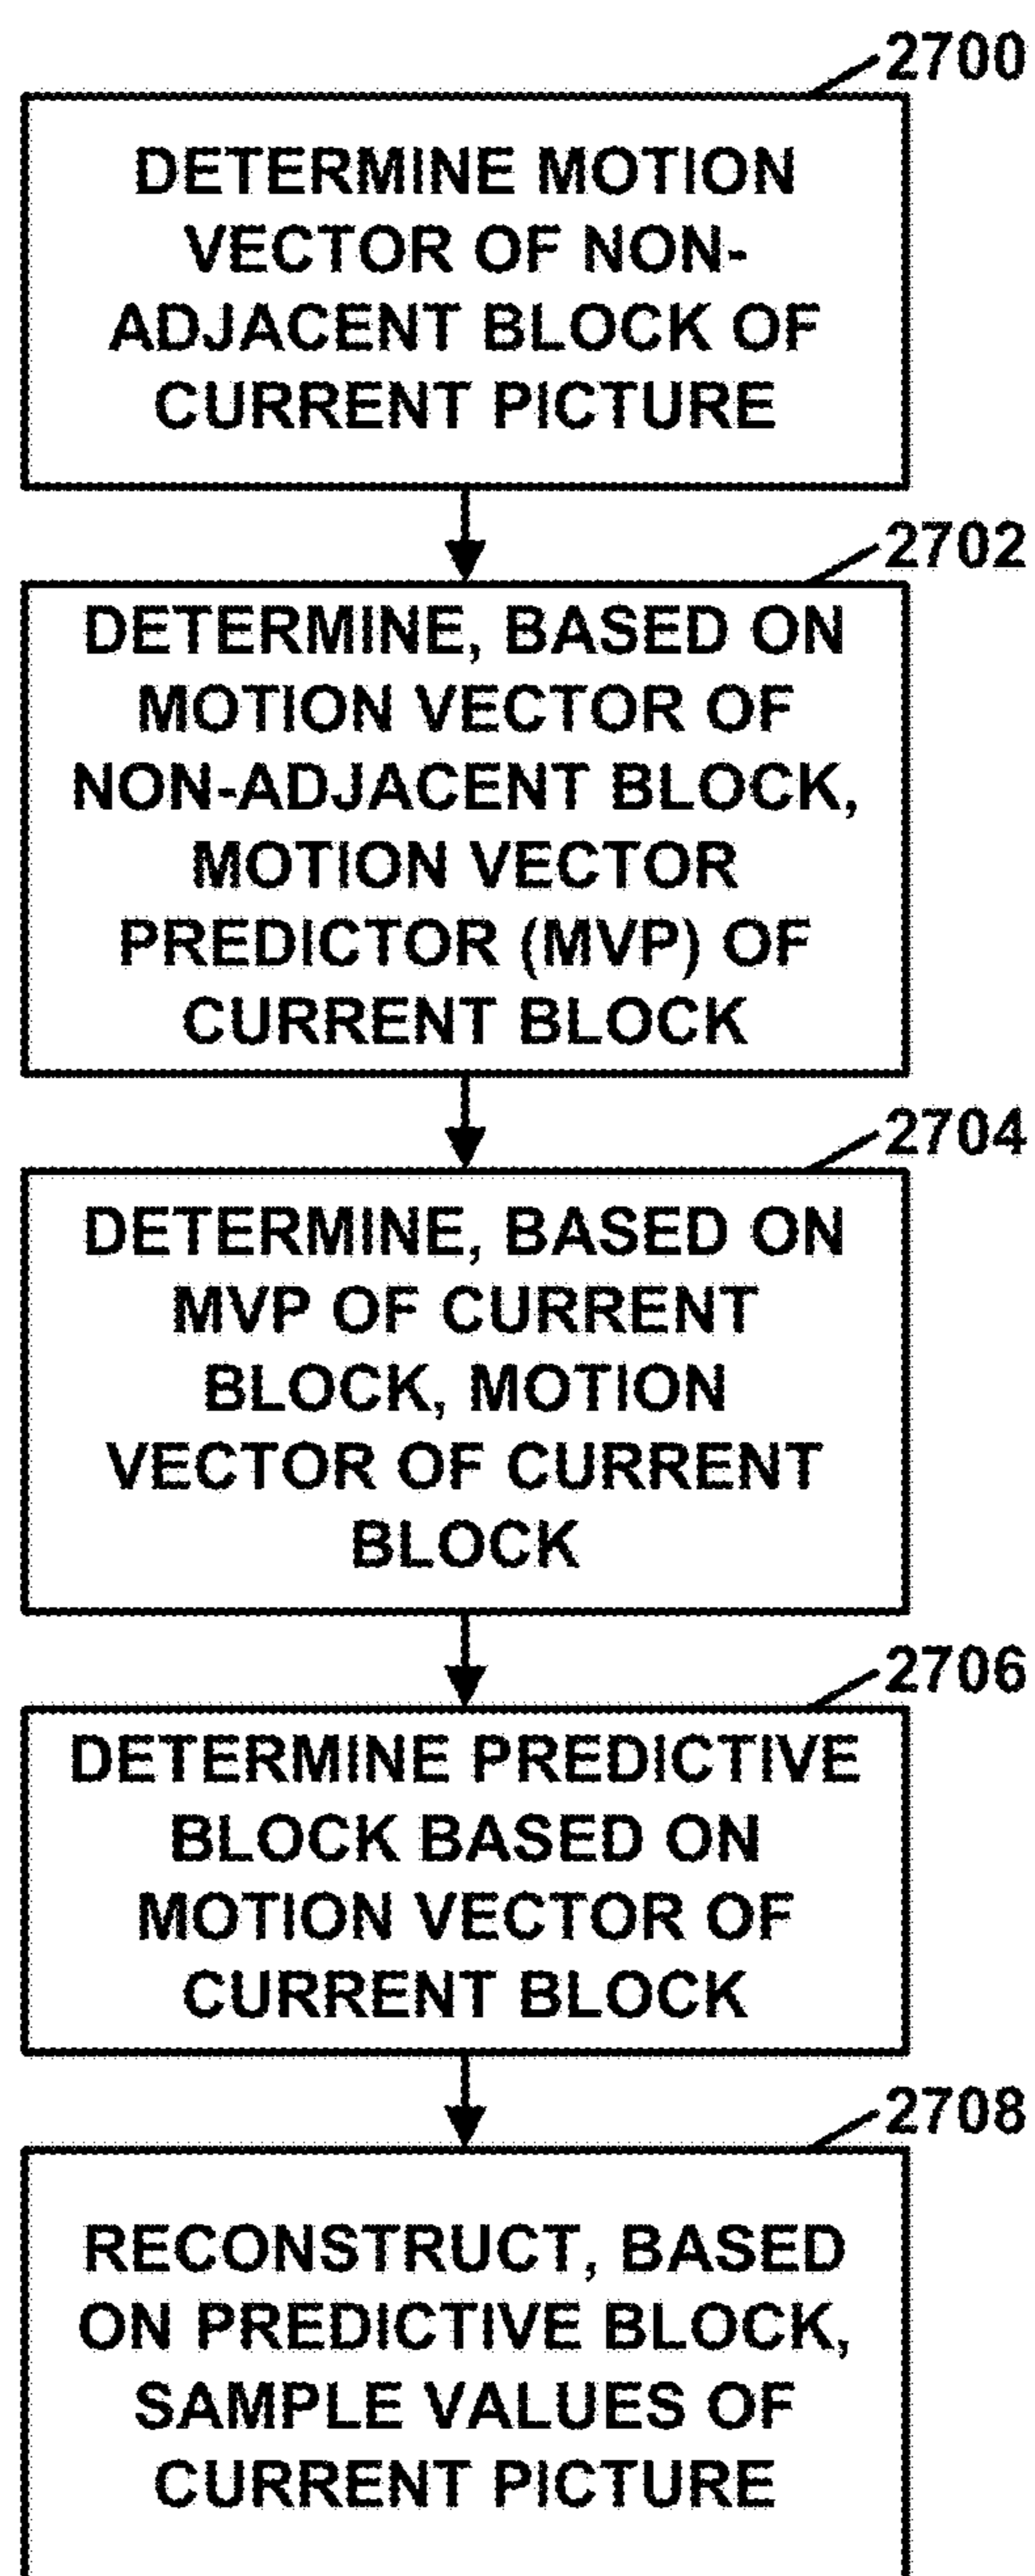 2700
DETERMINE MOTION
VECTOR OF NON-
ADJACENT BLOCK OF
CURRENT PICTURE
2702
DETERMINE, BASED ON
MOTION VECTOR OF
NON-ADJACENT BLOCK,
MOTION VECTOR
PREDICTOR (MVP) OF
CURRENT BLOCK
2704
DETERMINE, BASED ON
MVP OF CURRENT
BLOCK, MOTION
VECTOR OF CURRENT
BLOCK
2706
DETERMINE PREDICTIVE
BLOCK BASED ON
MOTION VECTOR OF
CURRENT BLOCK
2708
RECONSTRUCT, BASED
ON PREDICTIVE BLOCK,
SAMPLE VALUES OF
CURRENT PICTURE